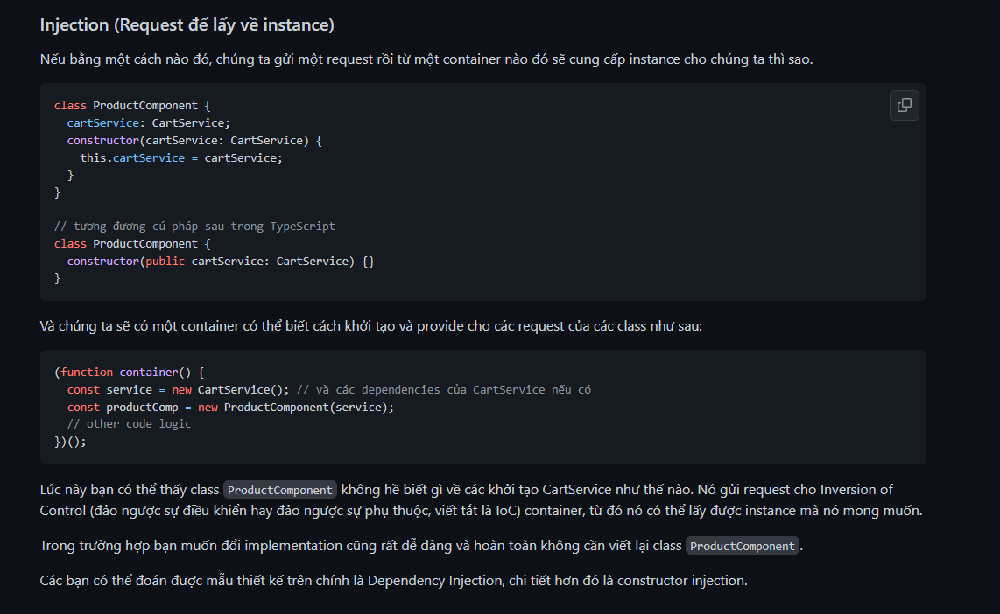 Injection (Request để lấy về instance)
Nếu bằng một cách nào đó, chúng ta gửi một request rồi từ một container nào đó sẽ cung cấp instance cho chúng ta thì sao.
class ProductComponent {
  cartService: CartService;
  constructor(cartService: CartService) {
    this.cartService = cartService;
  }
}
// tương đương cú pháp sau trong TypeScript
class ProductComponent {
  constructor(public cartService: CartService) {}
}
Và chúng ta sẽ có một container có thể biết cách khởi tạo và provide cho các request của các class như sau:
(function container() {
  const service = new CartService(); // và các dependencies của CartService nếu có
  const productComp = new ProductComponent(service);
  // other code logic
})();
Lúc này bạn có thể thấy class ProductComponent không hề biết gì về các khởi tạo CartService như thế nào. Nó gửi request cho Inversion of
Control (đảo ngược sự điều khiển hay đảo ngược sự phụ thuộc, viết tắt là IoC) container, từ đó nó có thể lấy được instance mà nó mong muốn.
Trong trường hợp bạn muốn đổi implementation cũng rất dễ dàng và hoàn toàn không cần viết lại class ProductComponent.
Các bạn có thể đoán được mẫu thiết kế trên chính là Dependency Injection, chi tiết hơn đó là constructor injection.